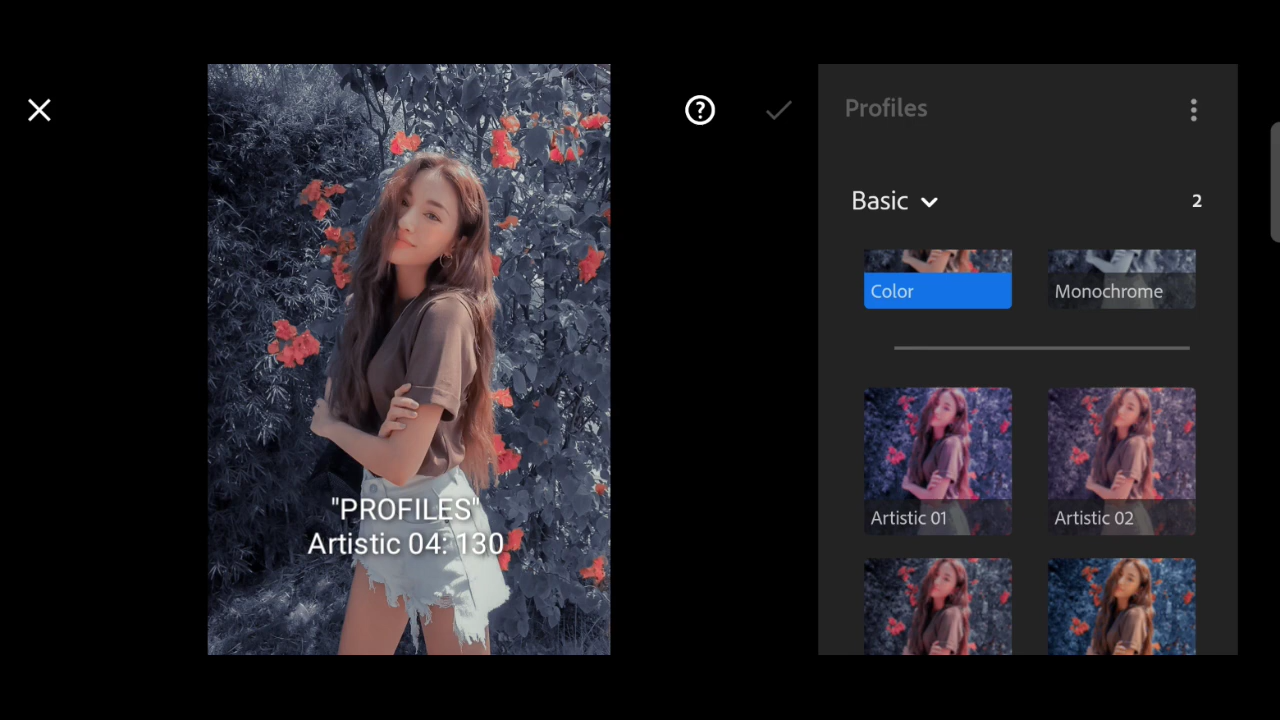 Profiles
Basic
2
Color
Monochrome
Artistic 01
Artistic 02
"PROFILES"
Artistic 04: 130